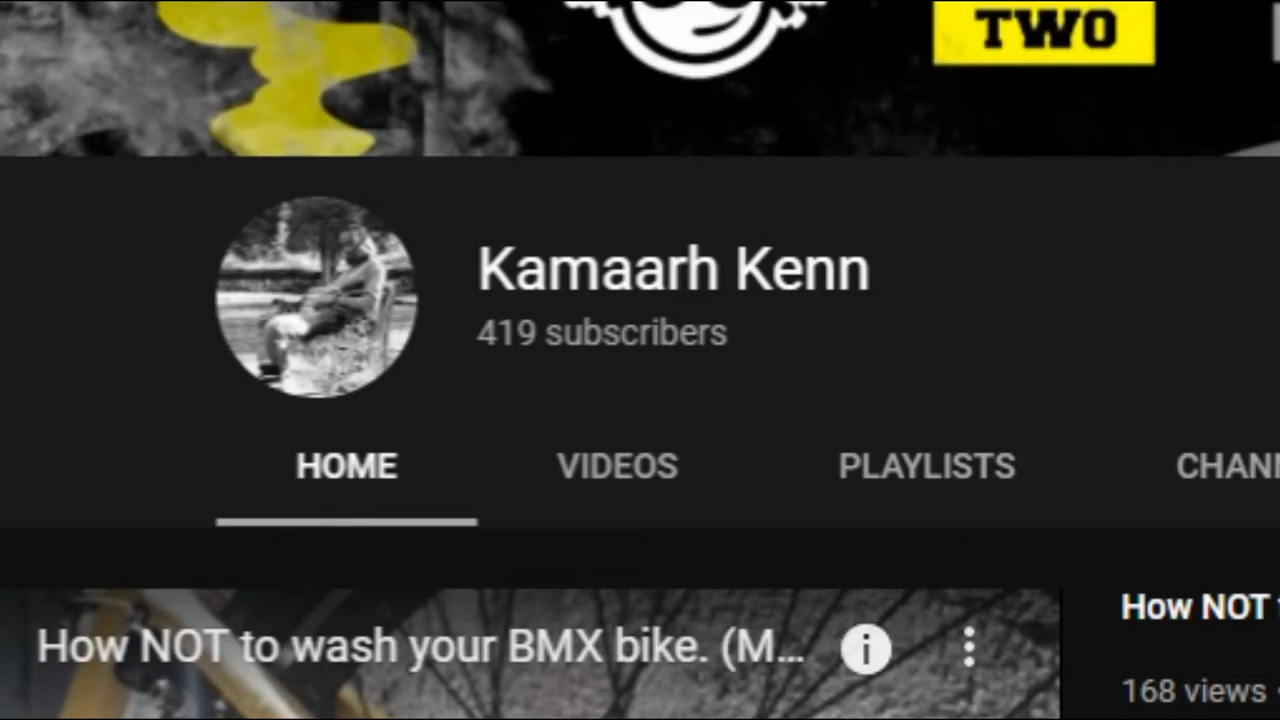 TWO
Kamaarh Kenn
419 subscribers
HOME VIDEOS PLAYLISTS CHAN
How NOT to wash your BMX bike. (M...
How NOT
168 views